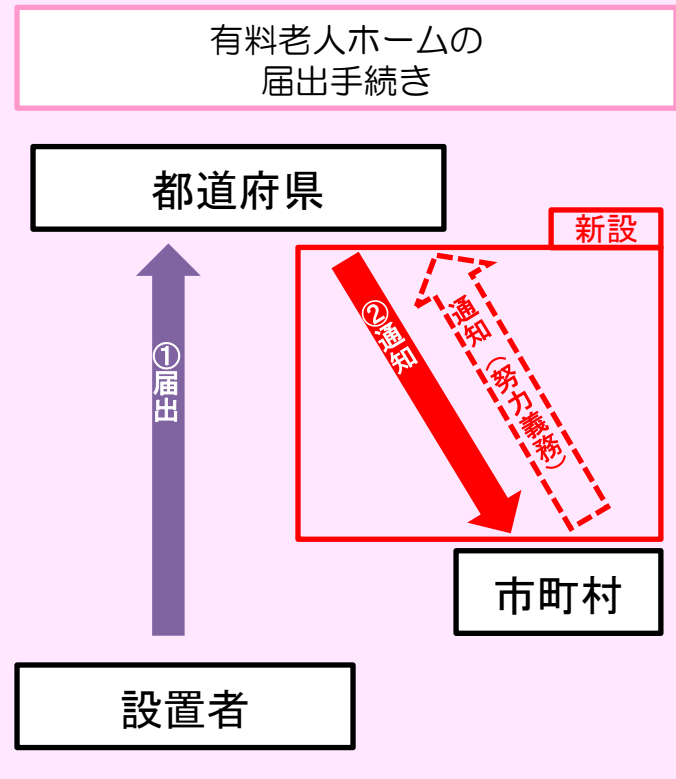 有料老人ホームの
届出手続き
都道府県
新設
①届出
②通知
通知（努力義務）
市町村
設置者